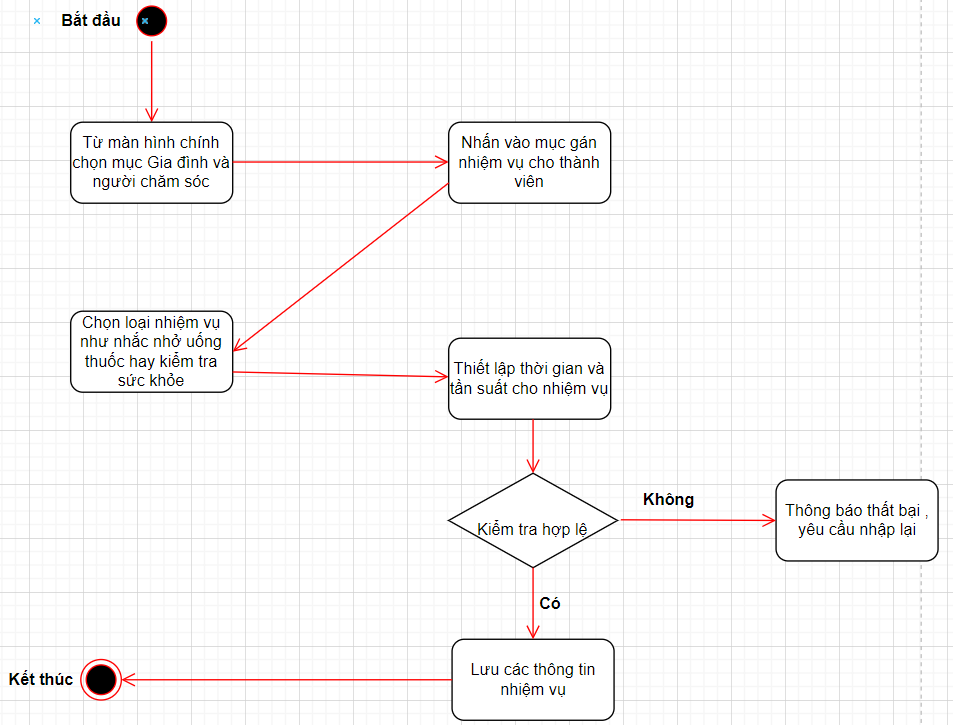 Bắt đầu
Từ màn hình chính
chọn mục Gia đình và
người chăm sóc
Nhấn vào mục gán
nhiệm vụ cho thành
viên
Chọn loại nhiệm vụ
như nhắc nhở uống
thuốc hay kiểm tra
sức khỏe
Thiết lập thời gian và
tần suất cho nhiệm vụ
Kiểm tra hợp lệ
Không
Thông báo thất bại ,
yêu cầu nhập lại
Có
Lưu các thông tin
nhiệm vụ
Kết thúc